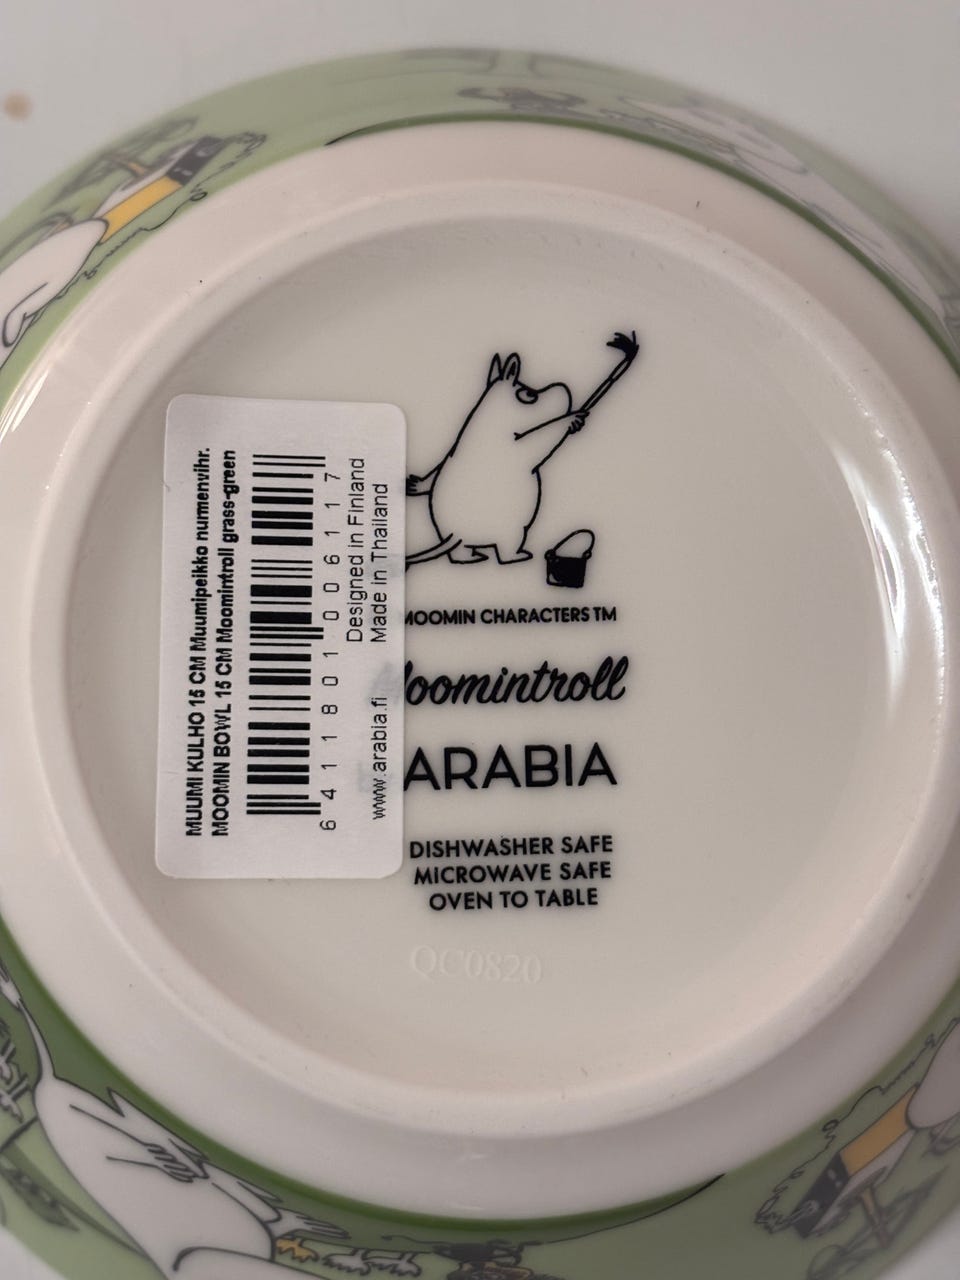 MUUMI KULHO 15 CM Muumipeikko nurmenvihr.
MOOMIN BOWL 15 CM Moomintroll grass-green
6 411801 006117
Designed in Finland
www.arabia.fi Made in Thailand
MOOMIN CHARACTERS TM
oomintroll
ARABIA
DISHWASHER SAFE
MICROWAVE SAFE
OVEN TO TABLE
QC0820